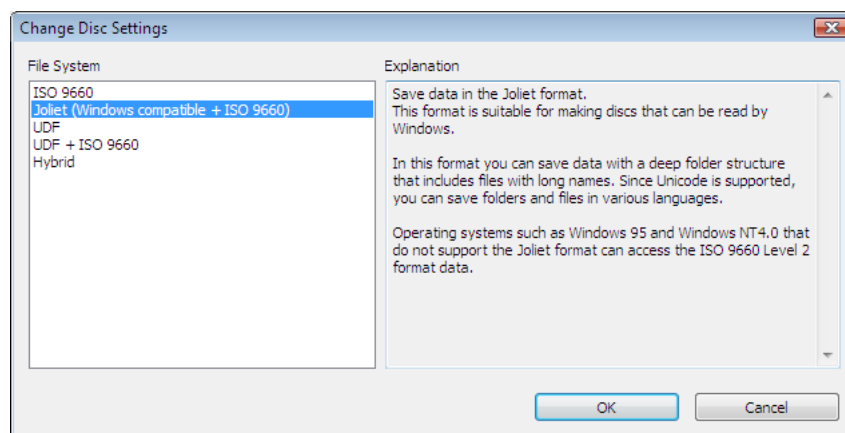 Change Disc Settings
File System
ISO 9660
Joliet (Windows compatible + ISO 9660)
UDF
UDF + ISO 9660
Hybrid
Explanation
Save data in the Joliet format.
This format is suitable for making discs that can be read by
Windows.
In this format you can save data with a deep folder structure
that includes files with long names. Since Unicode is supported,
you can save folders and files in various languages.
Operating systems such as Windows 95 and Windows NT4.0 that
do not support the Joliet format can access the ISO 9660 Level 2
format data.
OK
Cancel